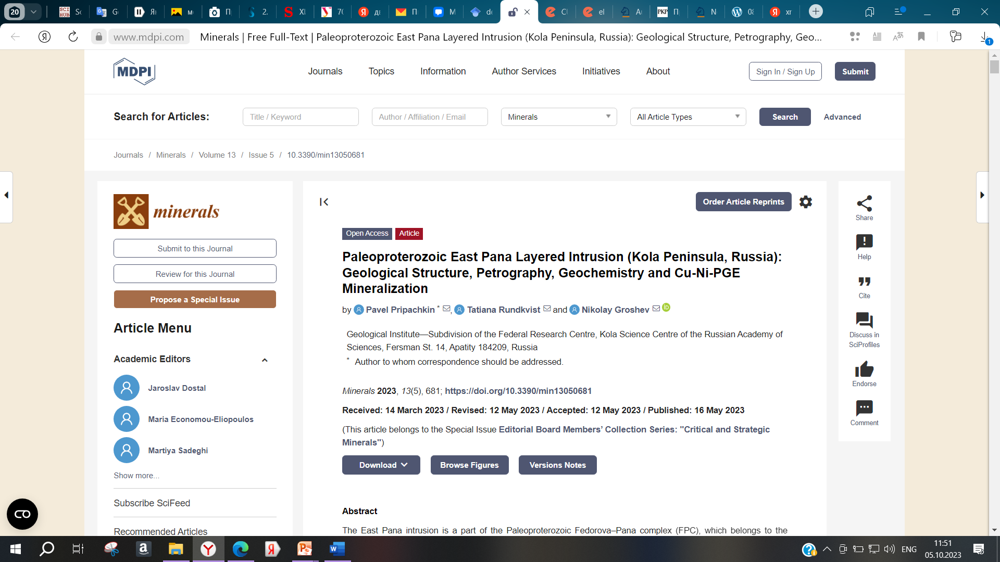 20
SCI HUB
www.mdpi.com
Minerals | Free Full-Text | Paleoproterozoic East Pana Layered Intrusion (Kola Peninsula, Russia): Geological Structure, Petrography, Geo...
1
MDPI
Journals
Topics
Information
Author Services
Initiatives
About
Sign In / Sign Up
Submit
Search for Articles:
Title / Keyword
Author / Affiliation / Email
Minerals
All Article Types
Search
Advanced
Journals / Minerals / Volume 13 / Issue 5 / 10.3390/min13050681
minerals
Submit to this Journal
Review for this Journal
Propose a Special Issue
Article Menu
Academic Editors
Jaroslav Dostal
Maria Economou-Eliopoulos
Martiya Sadeghi
Show more...
Subscribe SciFeed
Recommended Articles
Order Article Reprints
Open Access Article
Paleoproterozoic East Pana Layered Intrusion (Kola Peninsula, Russia):
Geological Structure, Petrography, Geochemistry and Cu-Ni-PGE
Mineralization
by Pavel Pripachkin *, Tatiana Rundkvist and Nikolay Groshev
Geological Institute—Subdivision of the Federal Research Centre, Kola Science Centre of the Russian Academy of
Sciences, Fersman St. 14, Apatity 184209, Russia
* Author to whom correspondence should be addressed.
Minerals 2023, 13(5), 681; https://doi.org/10.3390/min13050681
Received: 14 March 2023 / Revised: 12 May 2023 / Accepted: 12 May 2023 / Published: 16 May 2023
(This article belongs to the Special Issue Editorial Board Members’ Collection Series: "Critical and Strategic
Minerals")
Download
Browse Figures
Versions Notes
Abstract
The East Pana intrusion is a part of the Paleoproterozoic Fedorova–Pana complex (FPC), which belongs to the
Share
Help
Cite
Discuss in
SciProfiles
Endorse
Comment
ENG
11:51
05.10.2023